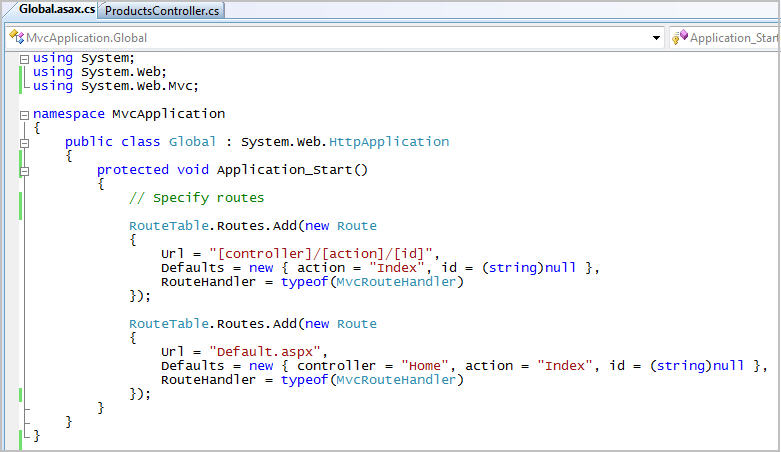 Global.asax.cs ProductsController.cs
MvcApplication.Global Application_Start
using System;
using System.Web;
using System.Web.Mvc;
namespace MvcApplication
{
public class Global : System.Web.HttpApplication
{
protected void Application_Start()
{
// Specify routes
RouteTable.Routes.Add(new Route
{
Url = "[controller]/[action]/[id]",
Defaults = new { action = "Index", id = (string)null },
RouteHandler = typeof(MvcRouteHandler)
});
RouteTable.Routes.Add(new Route
{
Url = "Default.aspx",
Defaults = new { controller = "Home", action = "Index", id = (string)null },
RouteHandler = typeof(MvcRouteHandler)
});
}
}
}